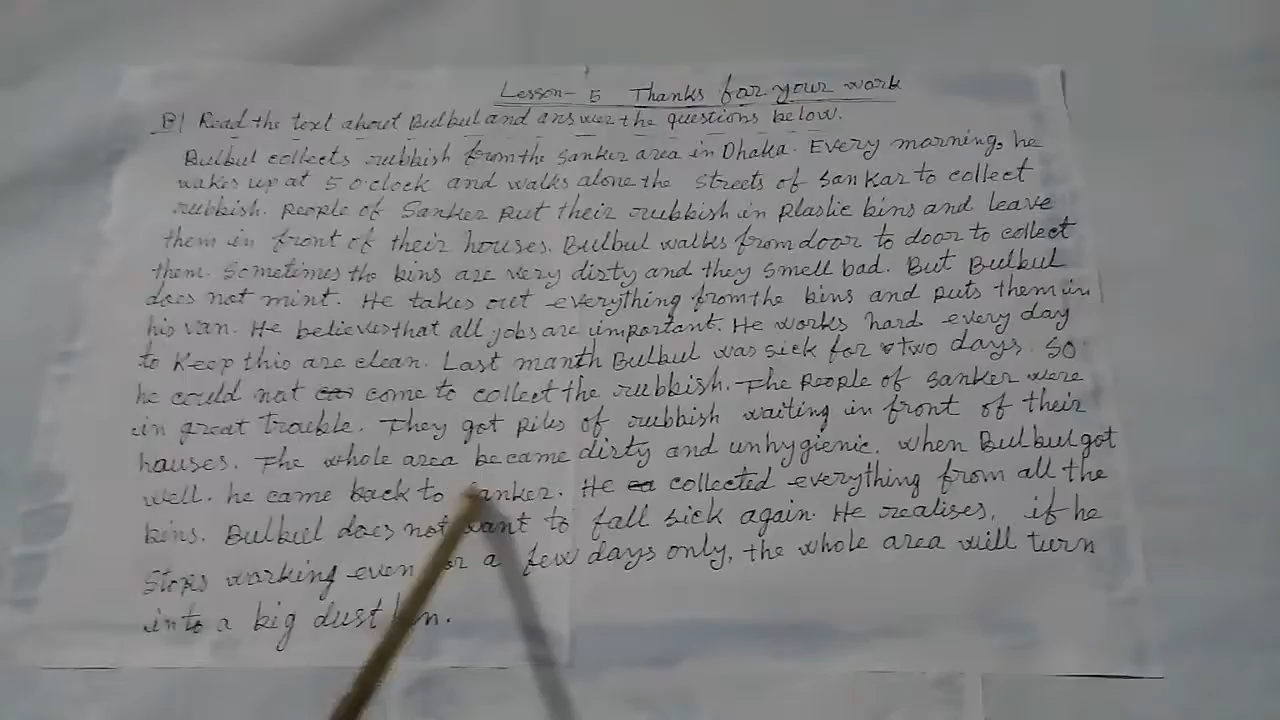 Lesson- 5 Thanks for your work
B) Read the text about Bulbul and answer the questions below.
Bulbul collects rubbish from the sanker area in Dhaka. Every morning, he
wakes up at 5 o'clock and walks alone the streets of sankar to collect
rubbish. People of Sanker put their rubbish in plastic bins and leave
them in front of their houses. Bulbul walks from door to door to collect
them. Sometimes the bins are very dirty and they smell bad. But Bulbul
does not mint. He takes out everything from the bins and puts them in
his van. He believes that all jobs are important. He works hard every day
to keep this are clean. Last manth Bulbul was sick for two days. So
he could not come to collect the rubbish. The people of sanker were
in great trouble. They got piles of rubbish waiting in front of their
hauses. The whole area became dirty and unhygienic. when Bulbul got
well. he came back to Sanker. He collected everything from all the
bins. Bulbul does not want to fall sick again. He realises, if he
stops working even for a few days only, the whole area will turn
into a big dust bin.